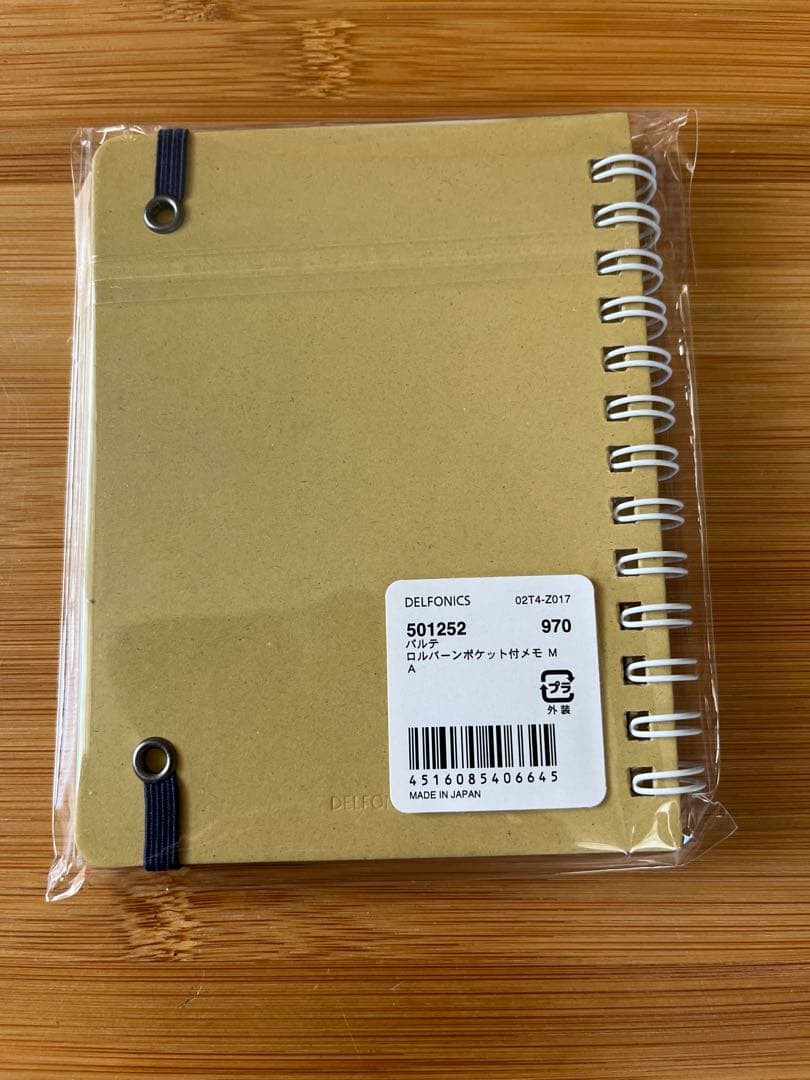 DELFONICS 02T4-Z017
501252 970
パルテ
ロルバーンポケット付メモ M
A
プラ
外装
4516085406645
MADE IN JAPAN
DELFON